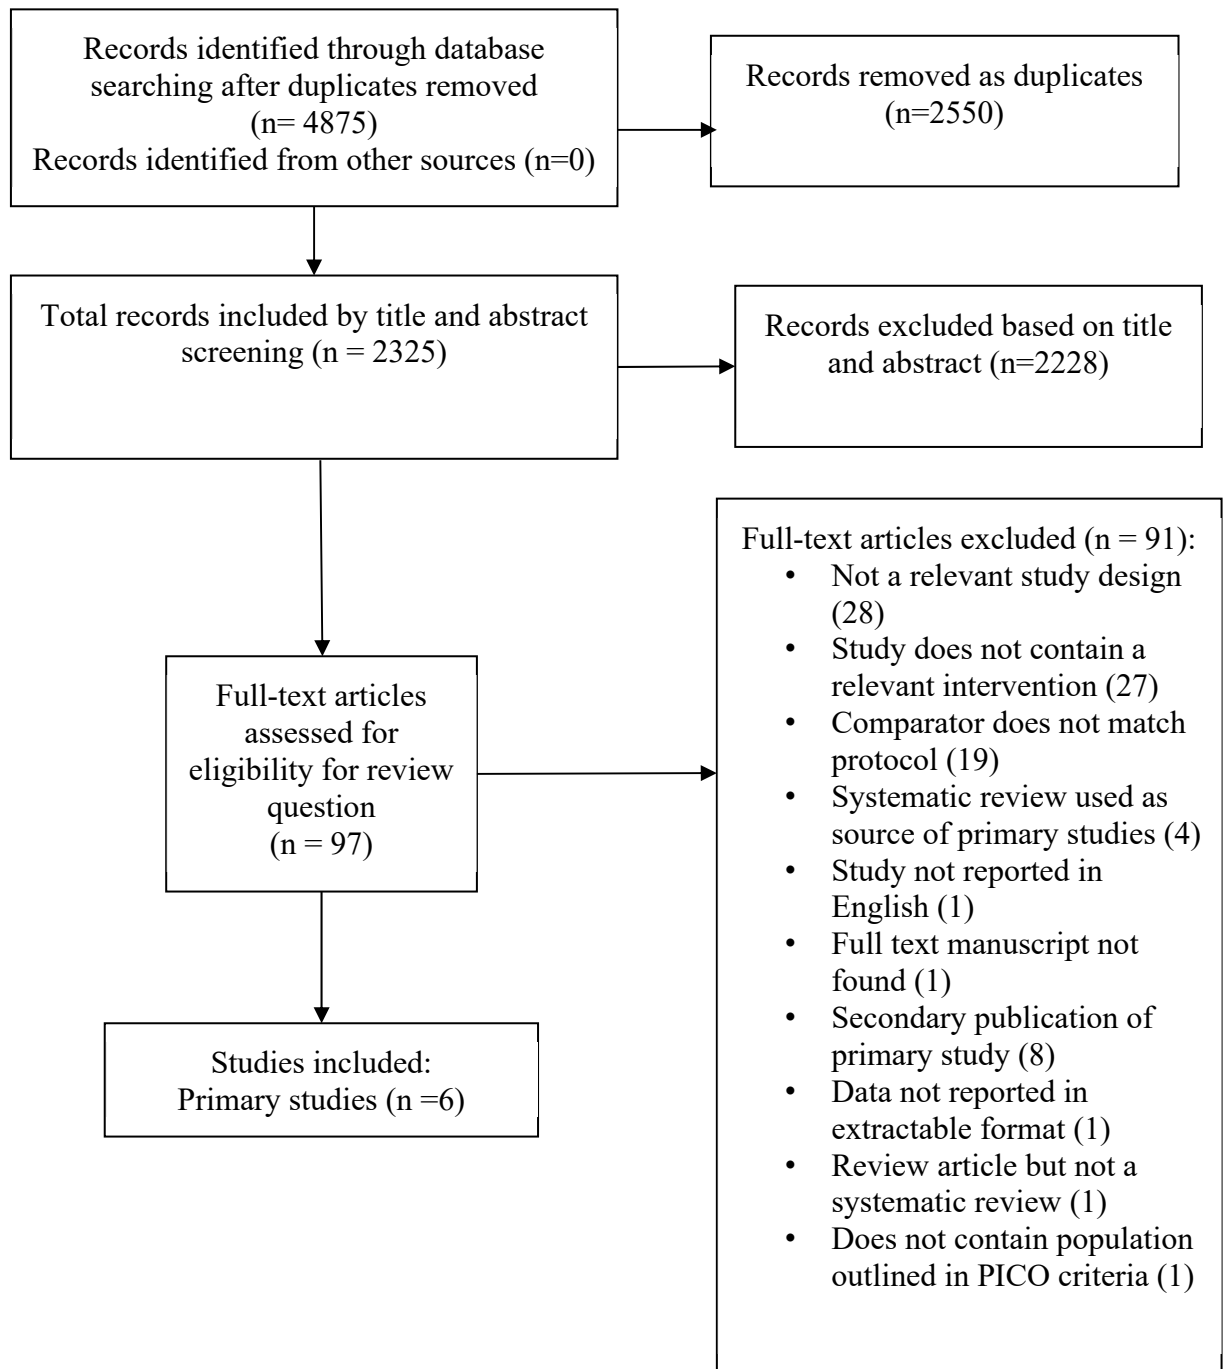 Records identified through database
searching after duplicates removed
(n= 4875)
Records identified from other sources (n=0)
Records removed as duplicates
(n=2550)
Total records included by title and abstract
screening (n = 2325)
Records excluded based on title
and abstract (n=2228)
Full-text articles
assessed for
eligibility for review
question
(n = 97)
Full-text articles excluded (n = 91):
• Not a relevant study design
(28)
• Study does not contain a
relevant intervention (27)
• Comparator does not match
protocol (19)
• Systematic review used as
source of primary studies (4)
• Study not reported in
English (1)
• Full text manuscript not
found (1)
• Secondary publication of
primary study (8)
• Data not reported in
extractable format (1)
• Review article but not a
systematic review (1)
• Does not contain population
outlined in PICO criteria (1)
Studies included:
Primary studies (n =6)